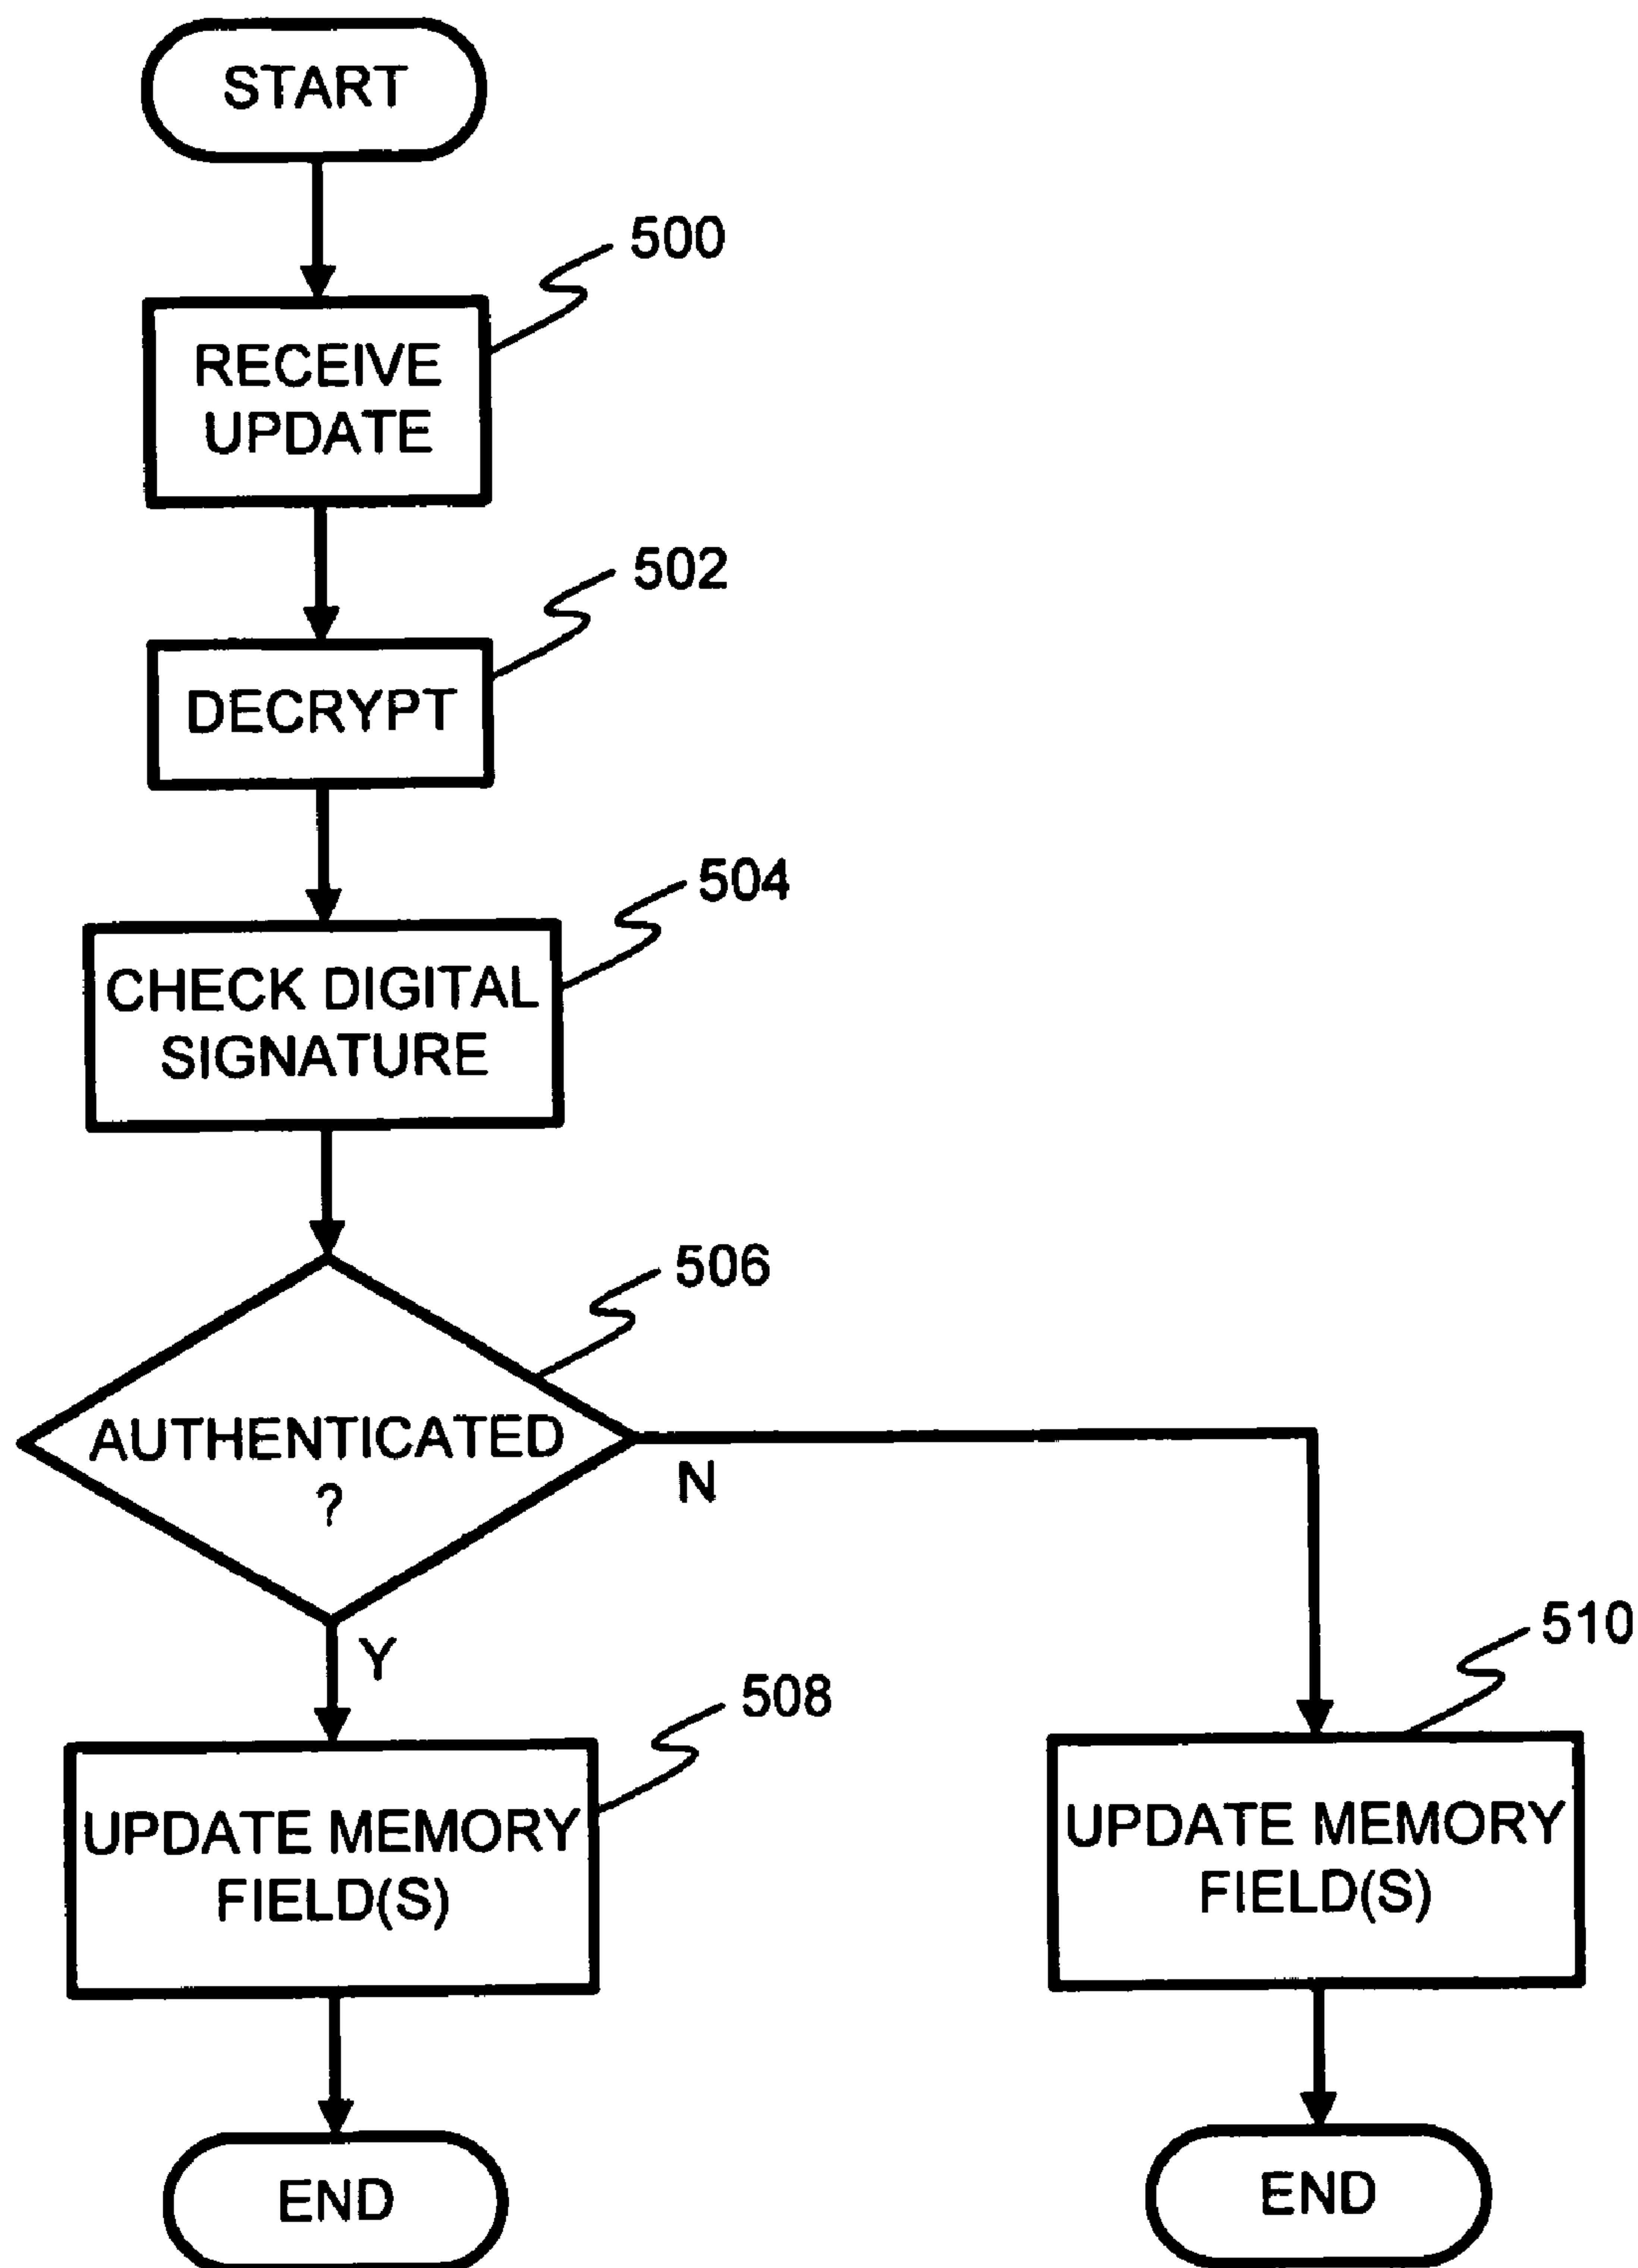 START
500
RECEIVE
UPDATE
502
DECRYPT
504
CHECK DIGITAL
SIGNATURE
506
AUTHENTICATED
?
N
Y
508
510
UPDATE MEMORY
FIELD(S)
UPDATE MEMORY
FIELD(S)
END
END